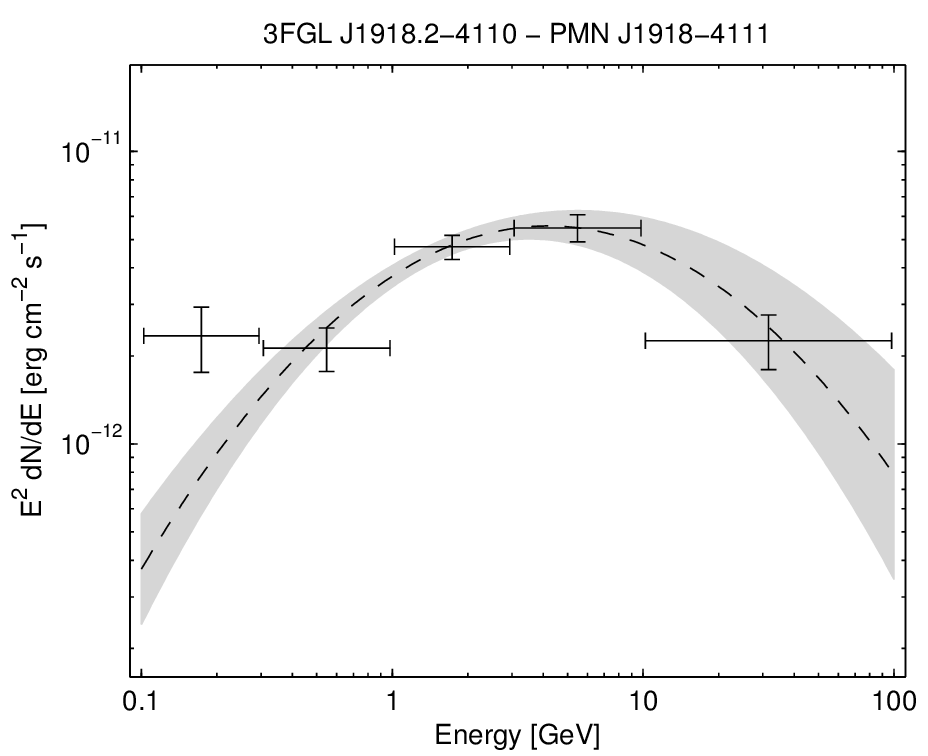 3FGL J1918.2−4110 − PMN J1918−4111
10⁻¹¹
10⁻¹²
E² dN/dE [erg cm⁻² s⁻¹]
0.1 1 10 100
Energy [GeV]